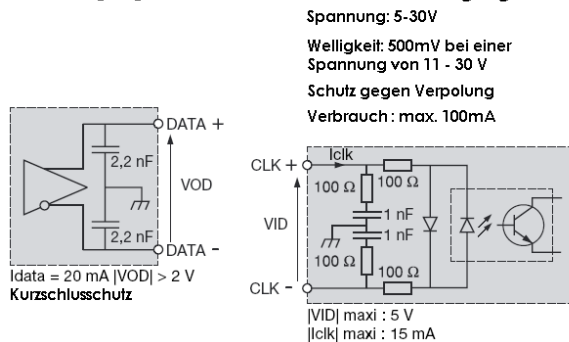 Spannung: 5-30V
Welligkeit: 500mV bei einer
Spannung von 11 - 30 V
Schutz gegen Verpolung
Verbrauch : max. 100mA
DATA +
2,2 nF
VOD
2,2 nF
DATA -
Idata = 20 mA |VOD| > 2 V
Kurzschlusschutz
CLK +
Iclk
100 Ω
100 Ω
1 nF
VID
1 nF
100 Ω
100 Ω
CLK -
|VID| maxi : 5 V
|Iclk| maxi : 15 mA